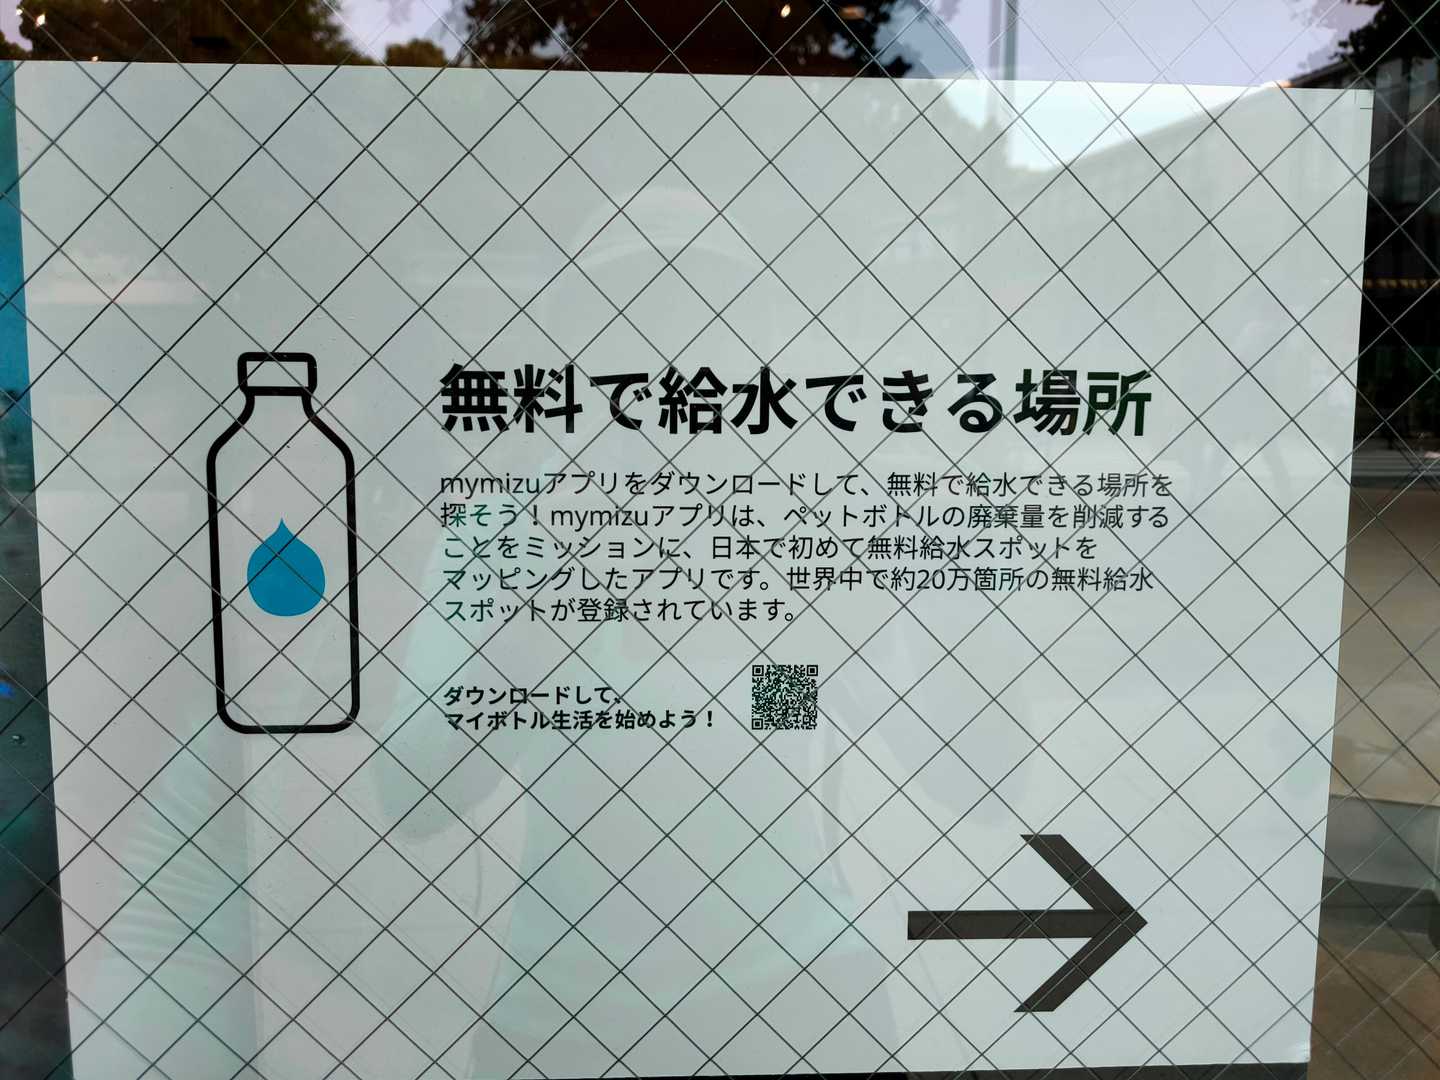 無料で給水できる場所
mymizuアプリをダウンロードして、無料で給水できる場所を
探そう！mymizuアプリは、ペットボトルの廃棄量を削減する
ことをミッションに、日本で初めて無料給水スポットを
マッピングしたアプリです。世界中で約20万箇所の無料給水
スポットが登録されています。
ダウンロードして、
マイボトル生活を始めよう！